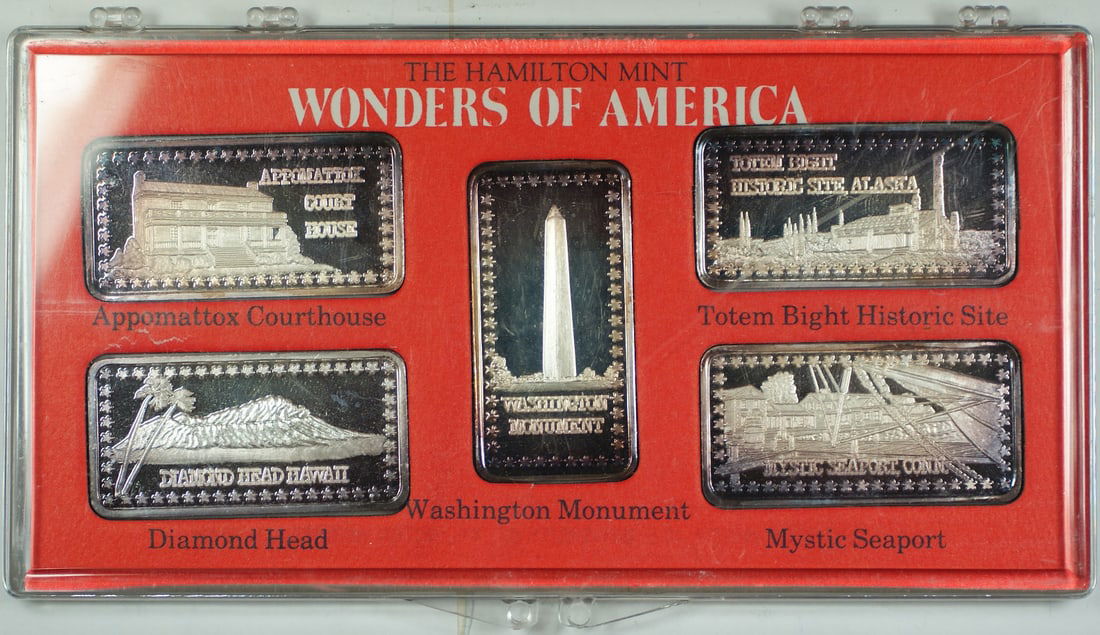 THE HAMILTON MINT
WONDERS OF AMERICA
APPOMATTOX
COURT
HOUSE
Appomattox Courthouse
DIAMOND HEAD HAWAII
Diamond Head
WASHINGTON
MONUMENT
Washington Monument
TOTEM BIGHT
HISTORIC SITE, ALASKA
Totem Bight Historic Site
MYSTIC SEAPORT CONN.
Mystic Seaport